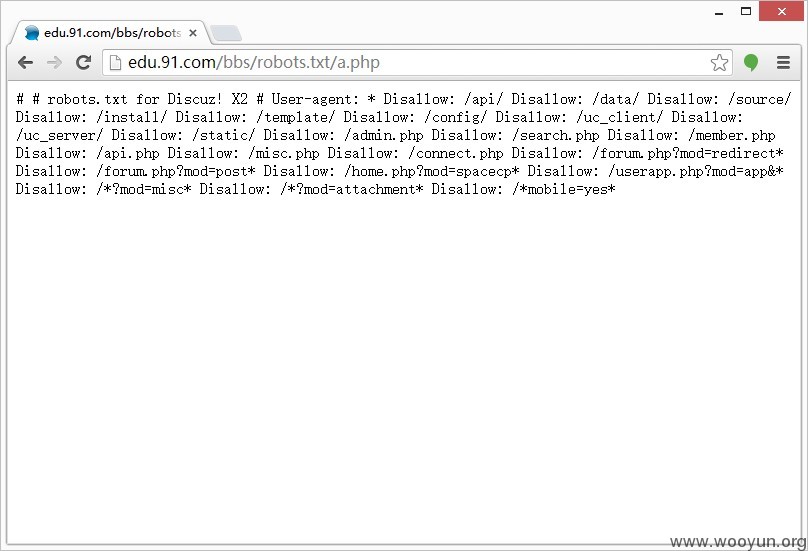 edu.91.com/bbs/robots
edu.91.com/bbs/robots.txt/a.php
# # robots.txt for Discuz! X2 # User-agent: * Disallow: /api/ Disallow: /data/ Disallow: /source/
Disallow: /install/ Disallow: /template/ Disallow: /config/ Disallow: /uc_client/ Disallow:
/uc_server/ Disallow: /static/ Disallow: /admin.php Disallow: /search.php Disallow: /member.php
Disallow: /api.php Disallow: /misc.php Disallow: /connect.php Disallow: /forum.php?mod=redirect*
Disallow: /forum.php?mod=post* Disallow: /home.php?mod=spacecp* Disallow: /userapp.php?mod=app&*
Disallow: /*?mod=misc* Disallow: /*?mod=attachment* Disallow: /*mobile=yes*
www.wooyun.org